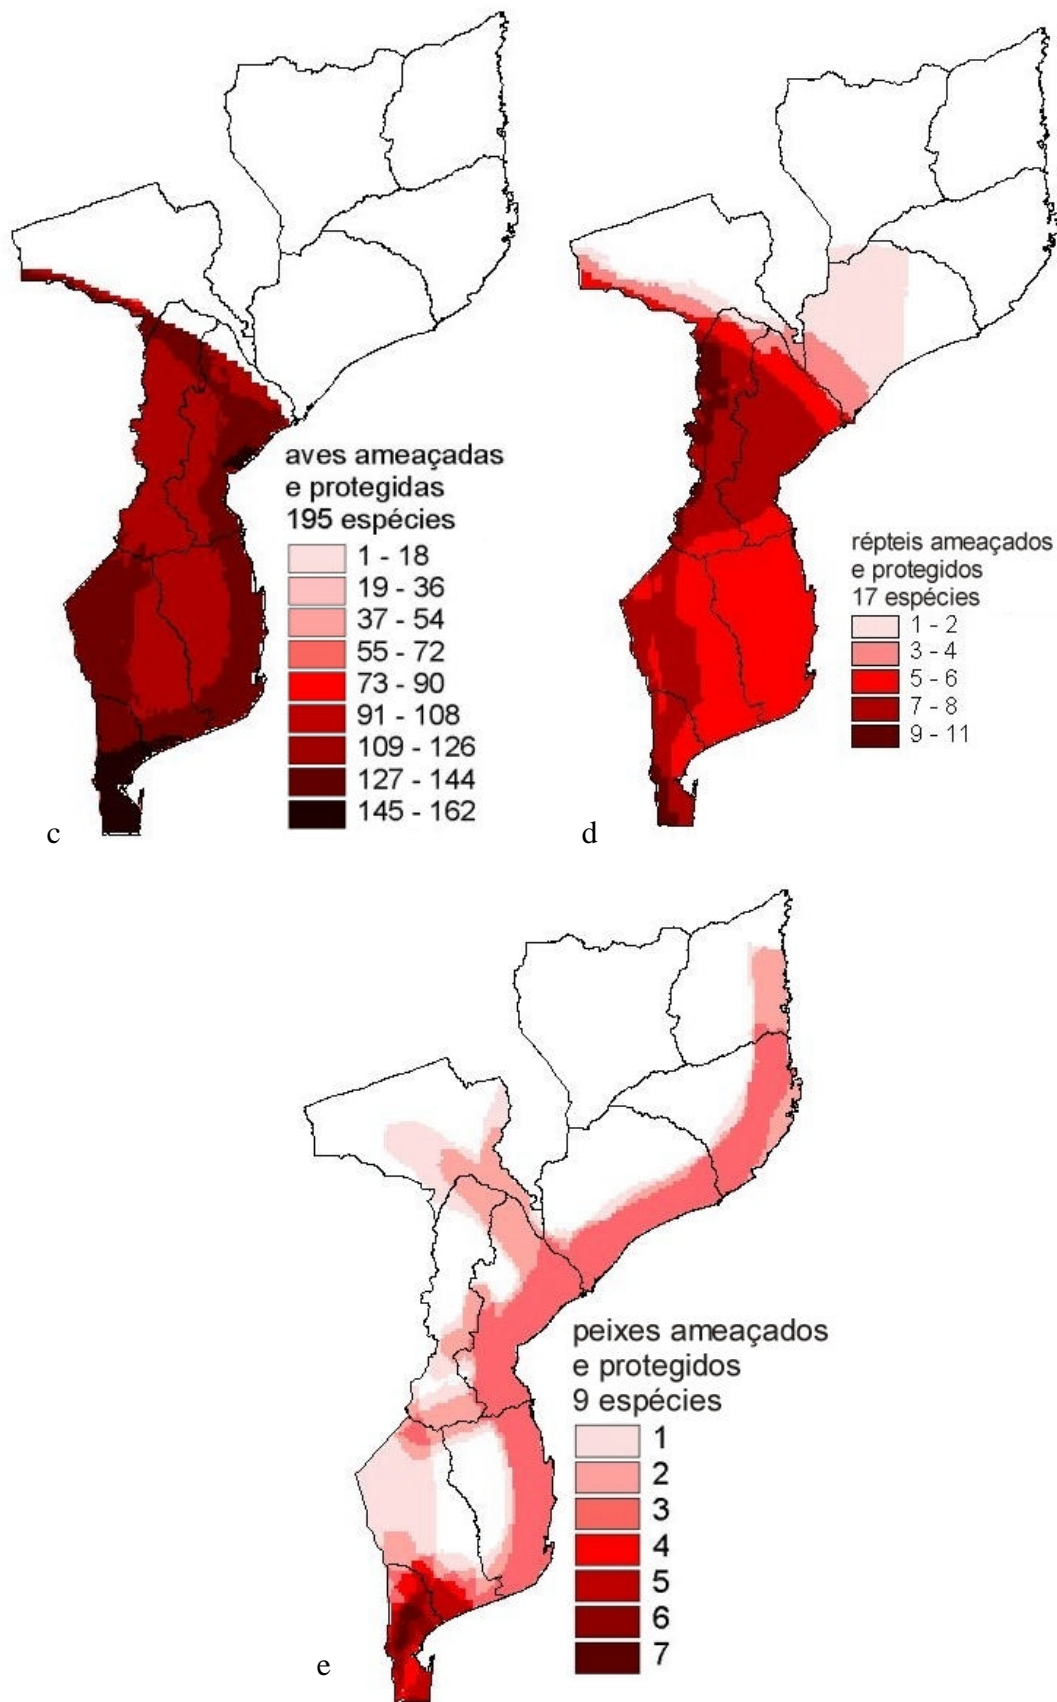 aves ameaçadas
e protegidas
195 espécies
1 - 18
19 - 36
37 - 54
55 - 72
73 - 90
91 - 108
109 - 126
127 - 144
145 - 162
c
répteis ameaçados
e protegidos
17 espécies
1 - 2
3 - 4
5 - 6
7 - 8
9 - 11
d
peixes ameaçados
e protegidos
9 espécies
1
2
3
4
5
6
7
e